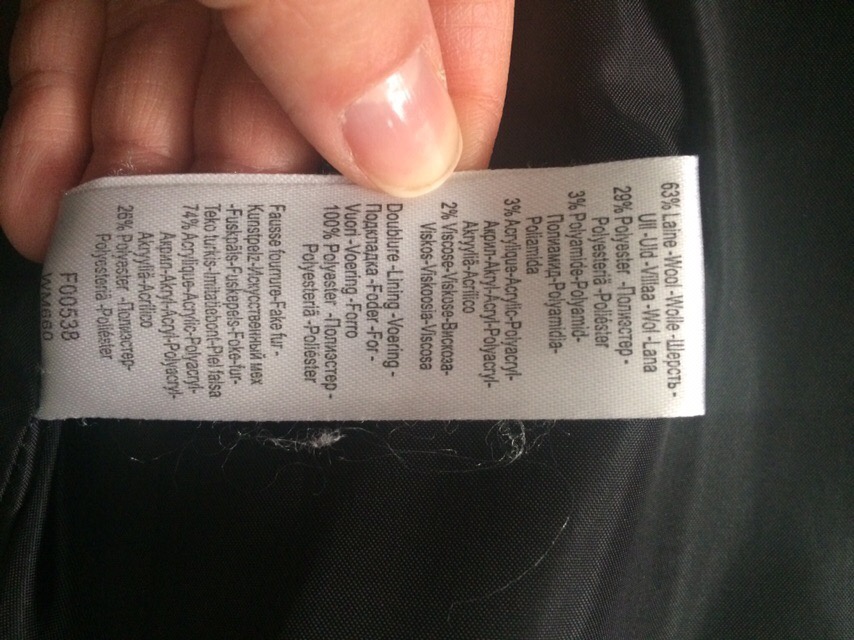 63% Laine -Wool -Wolle -Шерсть -
Ull -Uld -Villaa -Wol -Lana
29% Polyester -Полиэстер -
Polyesteriä -Poliéster
3% Polyamide-Polyamid-
Полиамид-Polyamidia-
Poliamida
3% Acrylique-Acrylic-Polyacryl-
Акрил-Akryl-Acryl-Polyacryl-
Akryyliä-Acrílico
2% Viscose-Viskose-Вискоза-
Viskos-Viskoosia-Viscosa
Doublure -Lining -Voering -
Подкладка -Foder -For -
Vuori -Voering -Forro
100% Polyester -Полиэстер -
Polyesteriä -Poliéster
Fausse fourrure-Fake fur -
Kunstpelz-Искуственный мех
-Fuskpäls-Fuskepels-Foke-fur-
Teko turkis-Imitatiebont-Piel falsa
74% Acrylique-Acrylic-Polyacryl-
Акрил-Akryl-Acryl-Polyacryl-
Akryyliä-Acrílico
26% Polyester -Полиэстер-
Polyesteriä -Poliéster
F00538
WM660